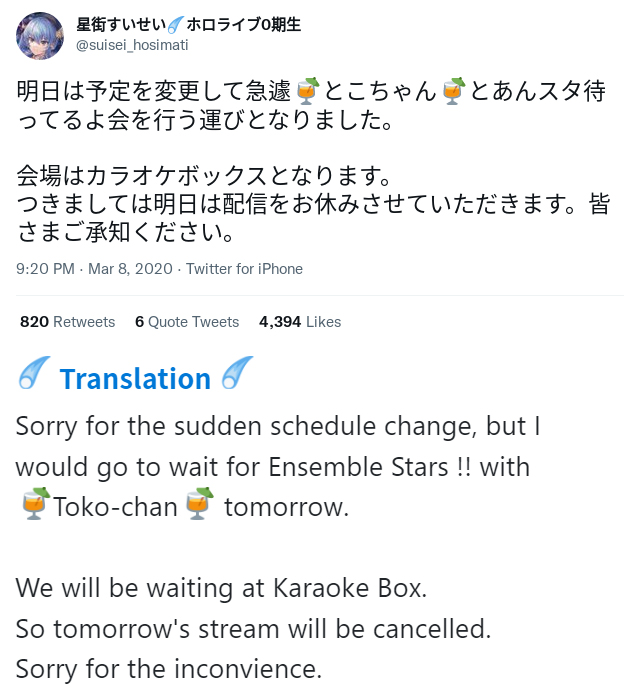 星街すいせい☄️ホロライブ0期生
@suisei_hosimati
明日は予定を変更して急遽🍹とこちゃん🍹とあんスタ待
ってるよ会を行う運びとなりました。
会場はカラオケボックスとなります。
つきましては明日は配信をお休みさせていただきます。皆
さまご承知ください。
9:20 PM · Mar 8, 2020 · Twitter for iPhone
820 Retweets 6 Quote Tweets 4,394 Likes
☄️ Translation ☄️
Sorry for the sudden schedule change, but I
would go to wait for Ensemble Stars !! with
🍹Toko-chan🍹 tomorrow.
We will be waiting at Karaoke Box.
So tomorrow's stream will be cancelled.
Sorry for the inconvience.